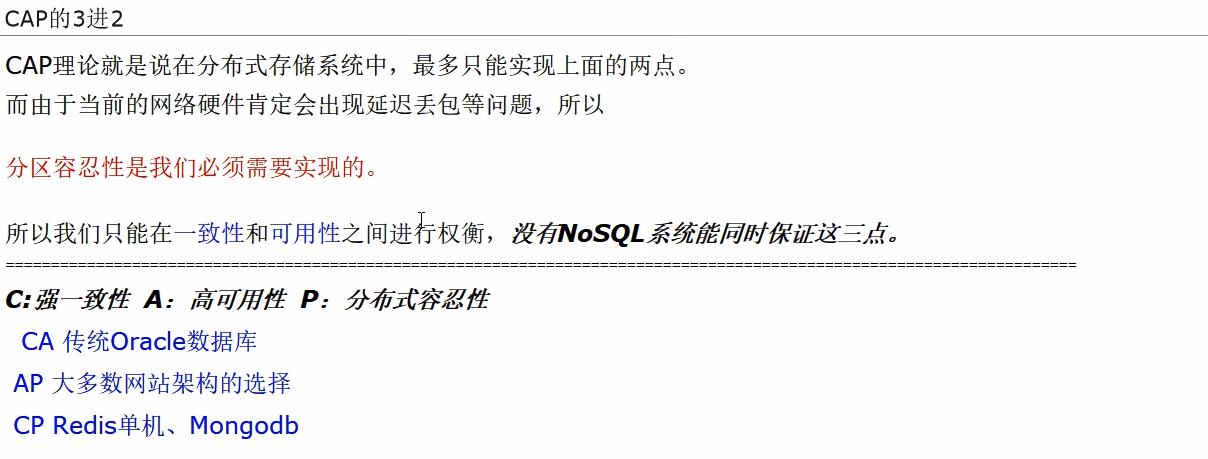 CAP的3进2
CAP理论就是说在分布式存储系统中，最多只能实现上面的两点。
而由于当前的网络硬件肯定会出现延迟丢包等问题，所以
分区容忍性是我们必须需要实现的。
所以我们只能在一致性和可用性之间进行权衡，没有NoSQL系统能同时保证这三点。
=======================================================================================================================
C:强一致性 A：高可用性 P：分布式容忍性
CA 传统Oracle数据库
AP 大多数网站架构的选择
CP Redis单机、Mongodb